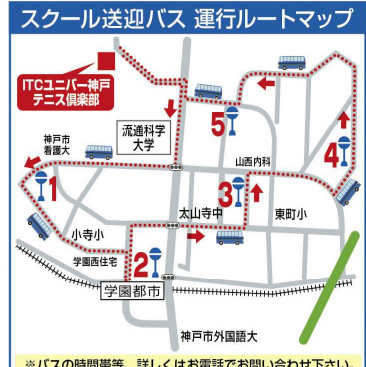 スクール送迎バス 運行ルートマップ
ITCユニバー神戸
テニス倶楽部
流通科学
大学
5
神戸市
看護大
山西内科
4
1
3
太山寺中
東町小
小寺小
学園西住宅
2
学園都市
神戸市外国語大
※バスの時間帯等、詳しくはお電話でお問い合わせ下さい。